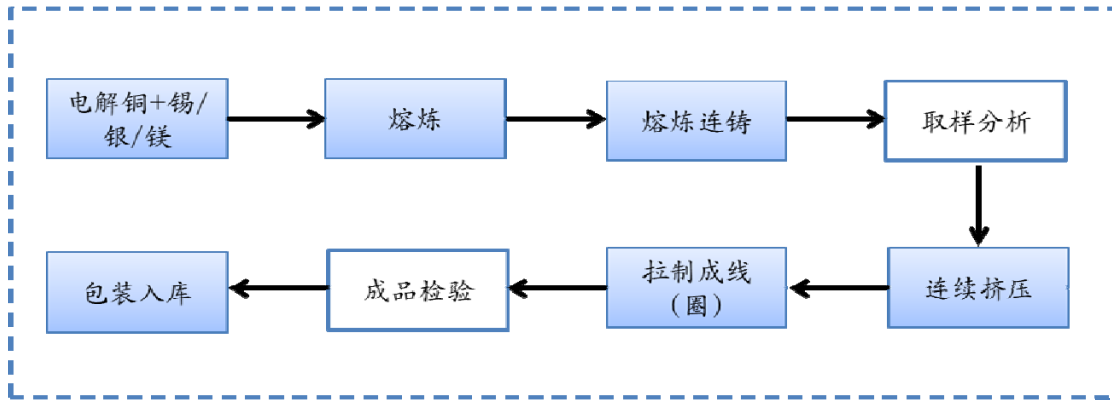 电解铜+锡/
银/镁
熔炼
熔炼连铸
取样分析
包装入库
成品检验
拉制成线
(圈)
连续挤压